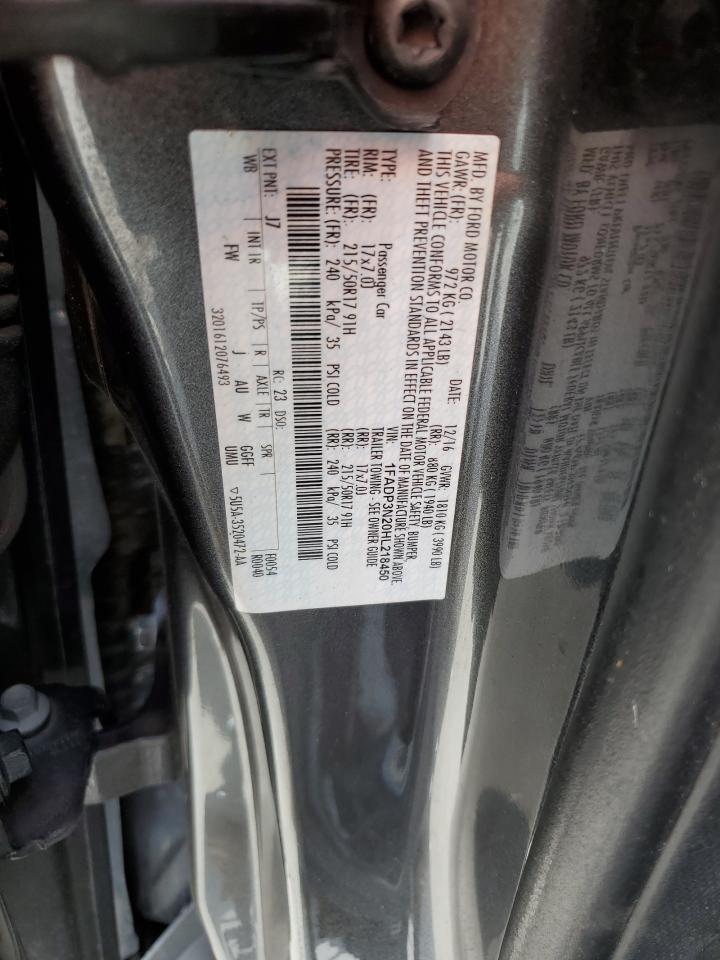 MFD. BY FORD MOTOR CO.
DATE: 12/16 GVWR: 1810 KG ( 3990 LB)
GAWR: (FR): 972 KG ( 2143 LB) (RR): 880 KG ( 1940 LB)
THIS VEHICLE CONFORMS TO ALL APPLICABLE FEDERAL MOTOR VEHICLE SAFETY, BUMPER,
AND THEFT PREVENTION STANDARDS IN EFFECT ON THE DATE OF MANUFACTURE SHOWN ABOVE.
VIN: 1FADP3N20HL218450
TYPE: Passenger Car TRAILER TOWING - SEE OWNER GUIDE
RIM: (FR): 17x7.0J (RR): 17x7.0J
TIRE: (FR): 215/50R17 91H (RR): 215/50R17 91H
PRESSURE: (FR): 240 kPa/ 35 PSI COLD (RR): 240 kPa/ 35 PSI COLD
EXT PNT: J7 RC: 23 DSO: F0054
WB INT TR TP/PS R AXLE TR SPR R0040
FW J AU W GGFF UMU
3201612076493 ▽5U5A-3520472-AA